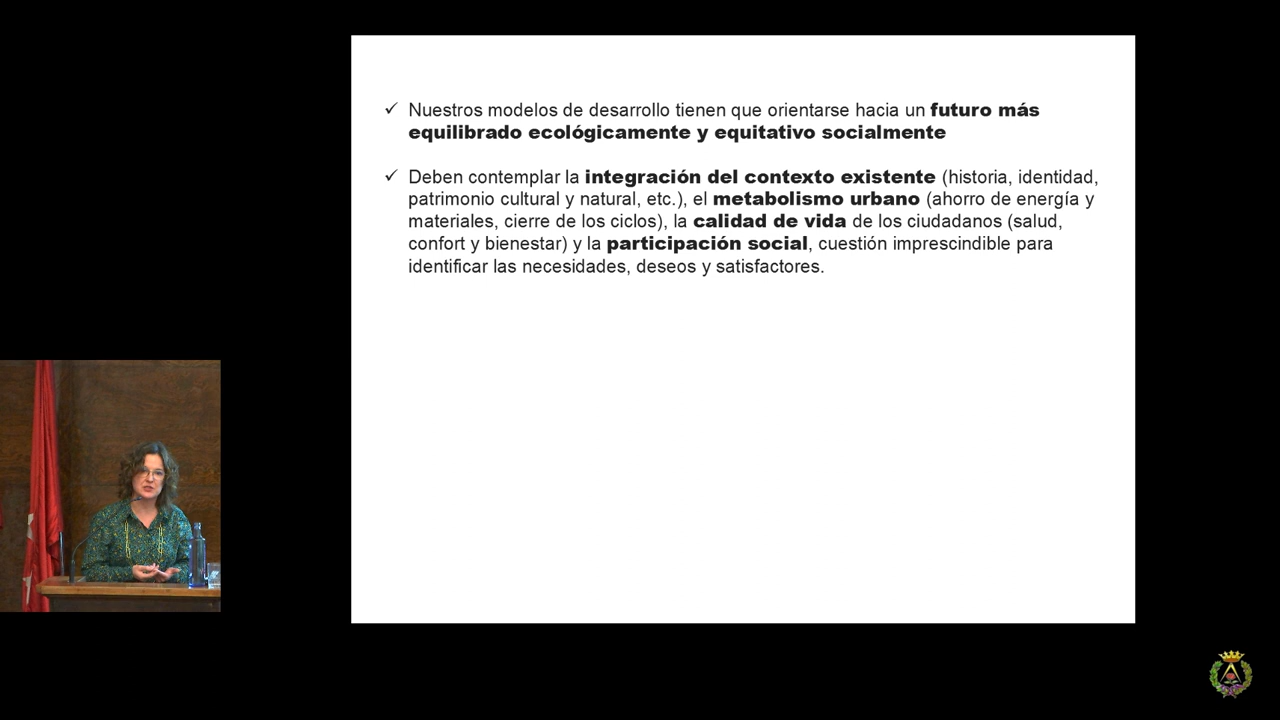 ✓ Nuestros modelos de desarrollo tienen que orientarse hacia un futuro más
equilibrado ecológicamente y equitativo socialmente
✓ Deben contemplar la integración del contexto existente (historia, identidad,
patrimonio cultural y natural, etc.), el metabolismo urbano (ahorro de energía y
materiales, cierre de los ciclos), la calidad de vida de los ciudadanos (salud,
confort y bienestar) y la participación social, cuestión imprescindible para
identificar las necesidades, deseos y satisfactores.